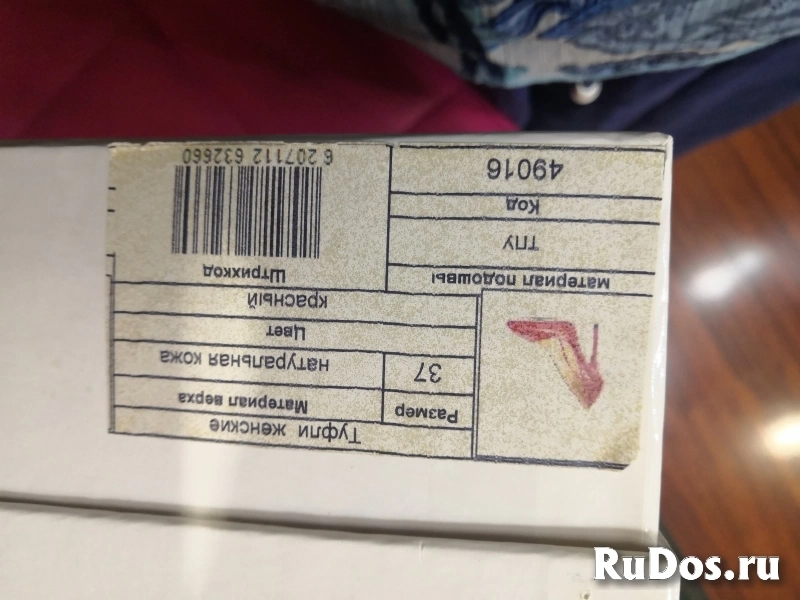 Туфли женские
Размер
Материал верха
37
натуральная кожа
Цвет
красный
материал подошвы
Штрихкод
ТПУ
Код
49016
6 207112 632660
RuDos.ru